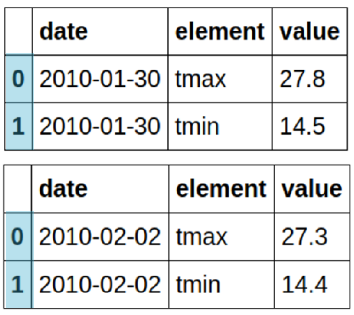 date element value
0 2010-01-30 tmax 27.8
1 2010-01-30 tmin 14.5
date element value
0 2010-02-02 tmax 27.3
1 2010-02-02 tmin 14.4